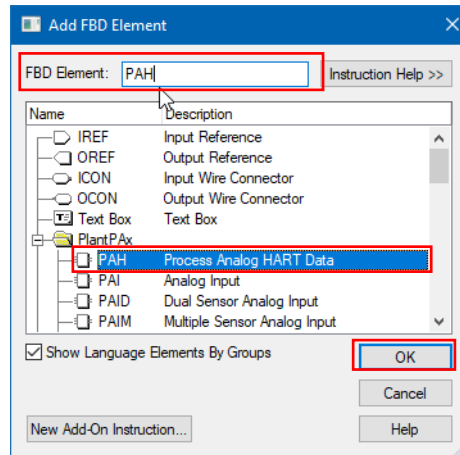 Add FBD Element
FBD Element: PAH Instruction Help >>
Name Description
IREF Input Reference
OREF Output Reference
ICON Input Wire Connector
OCON Output Wire Connector
Text Box Text Box
PlantPAx
PAH Process Analog HART Data
PAI Analog Input
PAID Dual Sensor Analog Input
PAIM Multiple Sensor Analog Input
Show Language Elements By Groups
OK
Cancel
New Add-On Instruction... Help